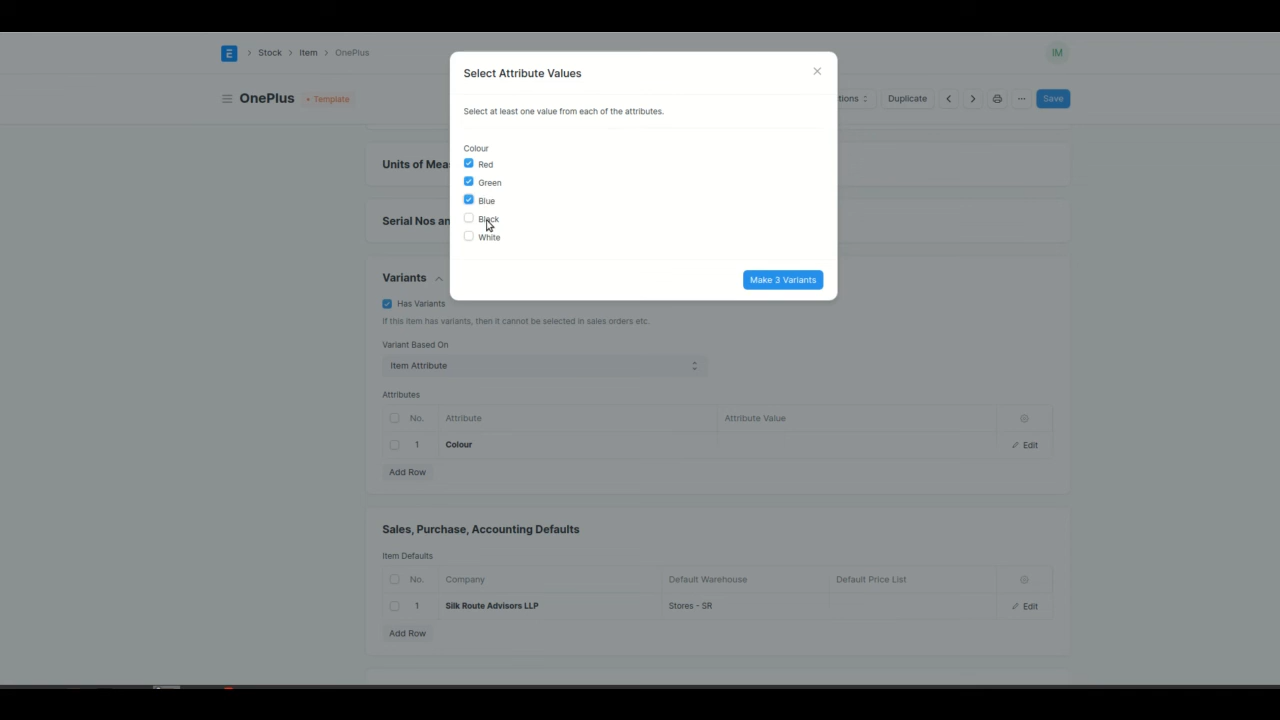 Stock > Item > OnePlus
IM
OnePlus
• Template
tions
Duplicate
Save
Select Attribute Values
Select at least one value from each of the attributes.
Colour
Red
Green
Blue
Black
White
Make 3 Variants
Units of Mea
Serial Nos an
Variants
Has Variants
If this item has variants, then it cannot be selected in sales orders etc.
Variant Based On
Item Attribute
Attributes
No. Attribute Attribute Value
1 Colour Edit
Add Row
Sales, Purchase, Accounting Defaults
Item Defaults
No. Company Default Warehouse Default Price List
1 Silk Route Advisors LLP Stores - SR Edit
Add Row